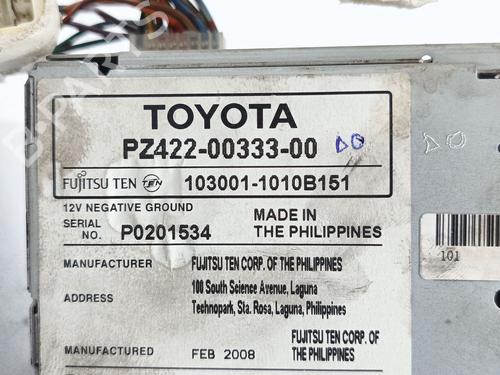 TOYOTA
PZ422-00333-00
FUJITSU TEN TEN 103001-1010B151
12V NEGATIVE GROUND
SERIAL NO. P0201534
MADE IN THE PHILIPPINES
MANUFACTURER FUJITSU TEN CORP. OF THE PHILIPPINES
ADDRESS 100 South Science Avenue, Laguna
Technopark, Sta. Rosa, Laguna, Philippines
FUJITSU TEN CORP. OF
MANUFACTURED FEB 2008 THE PHILIPPINES
101
B-PARTS